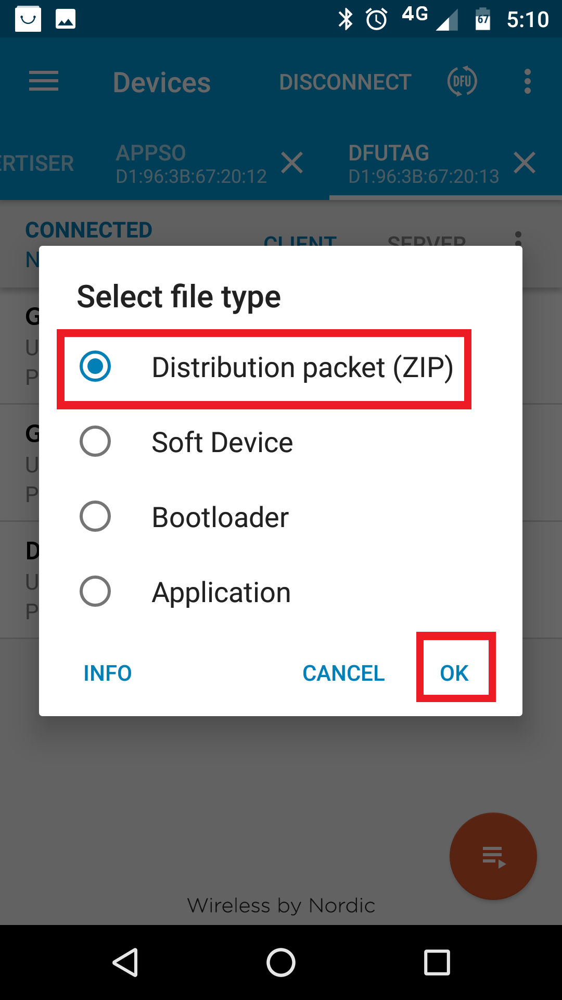 4G 67 5:10
Devices DISCONNECT DFU
ERTISER APPSO DFUTAG
D1:96:3B:67:20:12 D1:96:3B:67:20:13
CONNECTED CLIENT SERVER
N
Select file type
G
U
Distribution packet (ZIP)
P
G
Soft Device
U
P
Bootloader
D
U
Application
P
INFO CANCEL OK
Wireless by Nordic